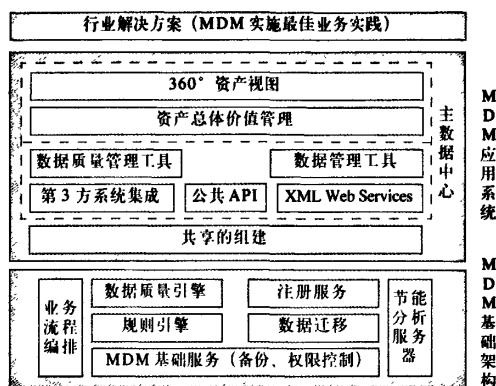 行业解决方案（MDM 实施最佳业务实践）
360° 资产视图
资产总体价值管理
数据质量管理工具
数据管理工具
第 3 方系统集成
公共 API
XML Web Services
共享的组建
主数据中心
MDM应用系统
业务流程编排
数据质量引擎
注册服务
规则引擎
数据迁移
MDM 基础服务（备份、权限控制）
节能分析服务器
MDM基础架构